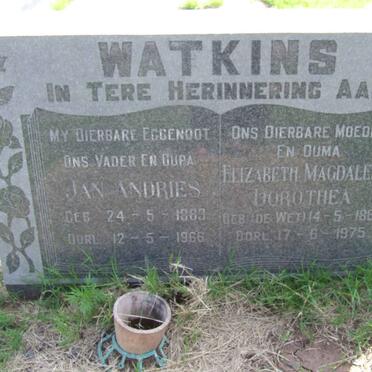 WATKINS
IN TERE HERINNERING AA
MY DIERBARE EGGENOOT
ONS VADER EN OUPA
JAN ANDRIES
GEB. 24-5-1883
OORL. 12-5-1966
ONS DIERBARE MOED
EN OUMA
ELIZABETH MAGDALE
DOROTHEA
GEB (DE WET) 14-5-18
OORL. 17-6-1975